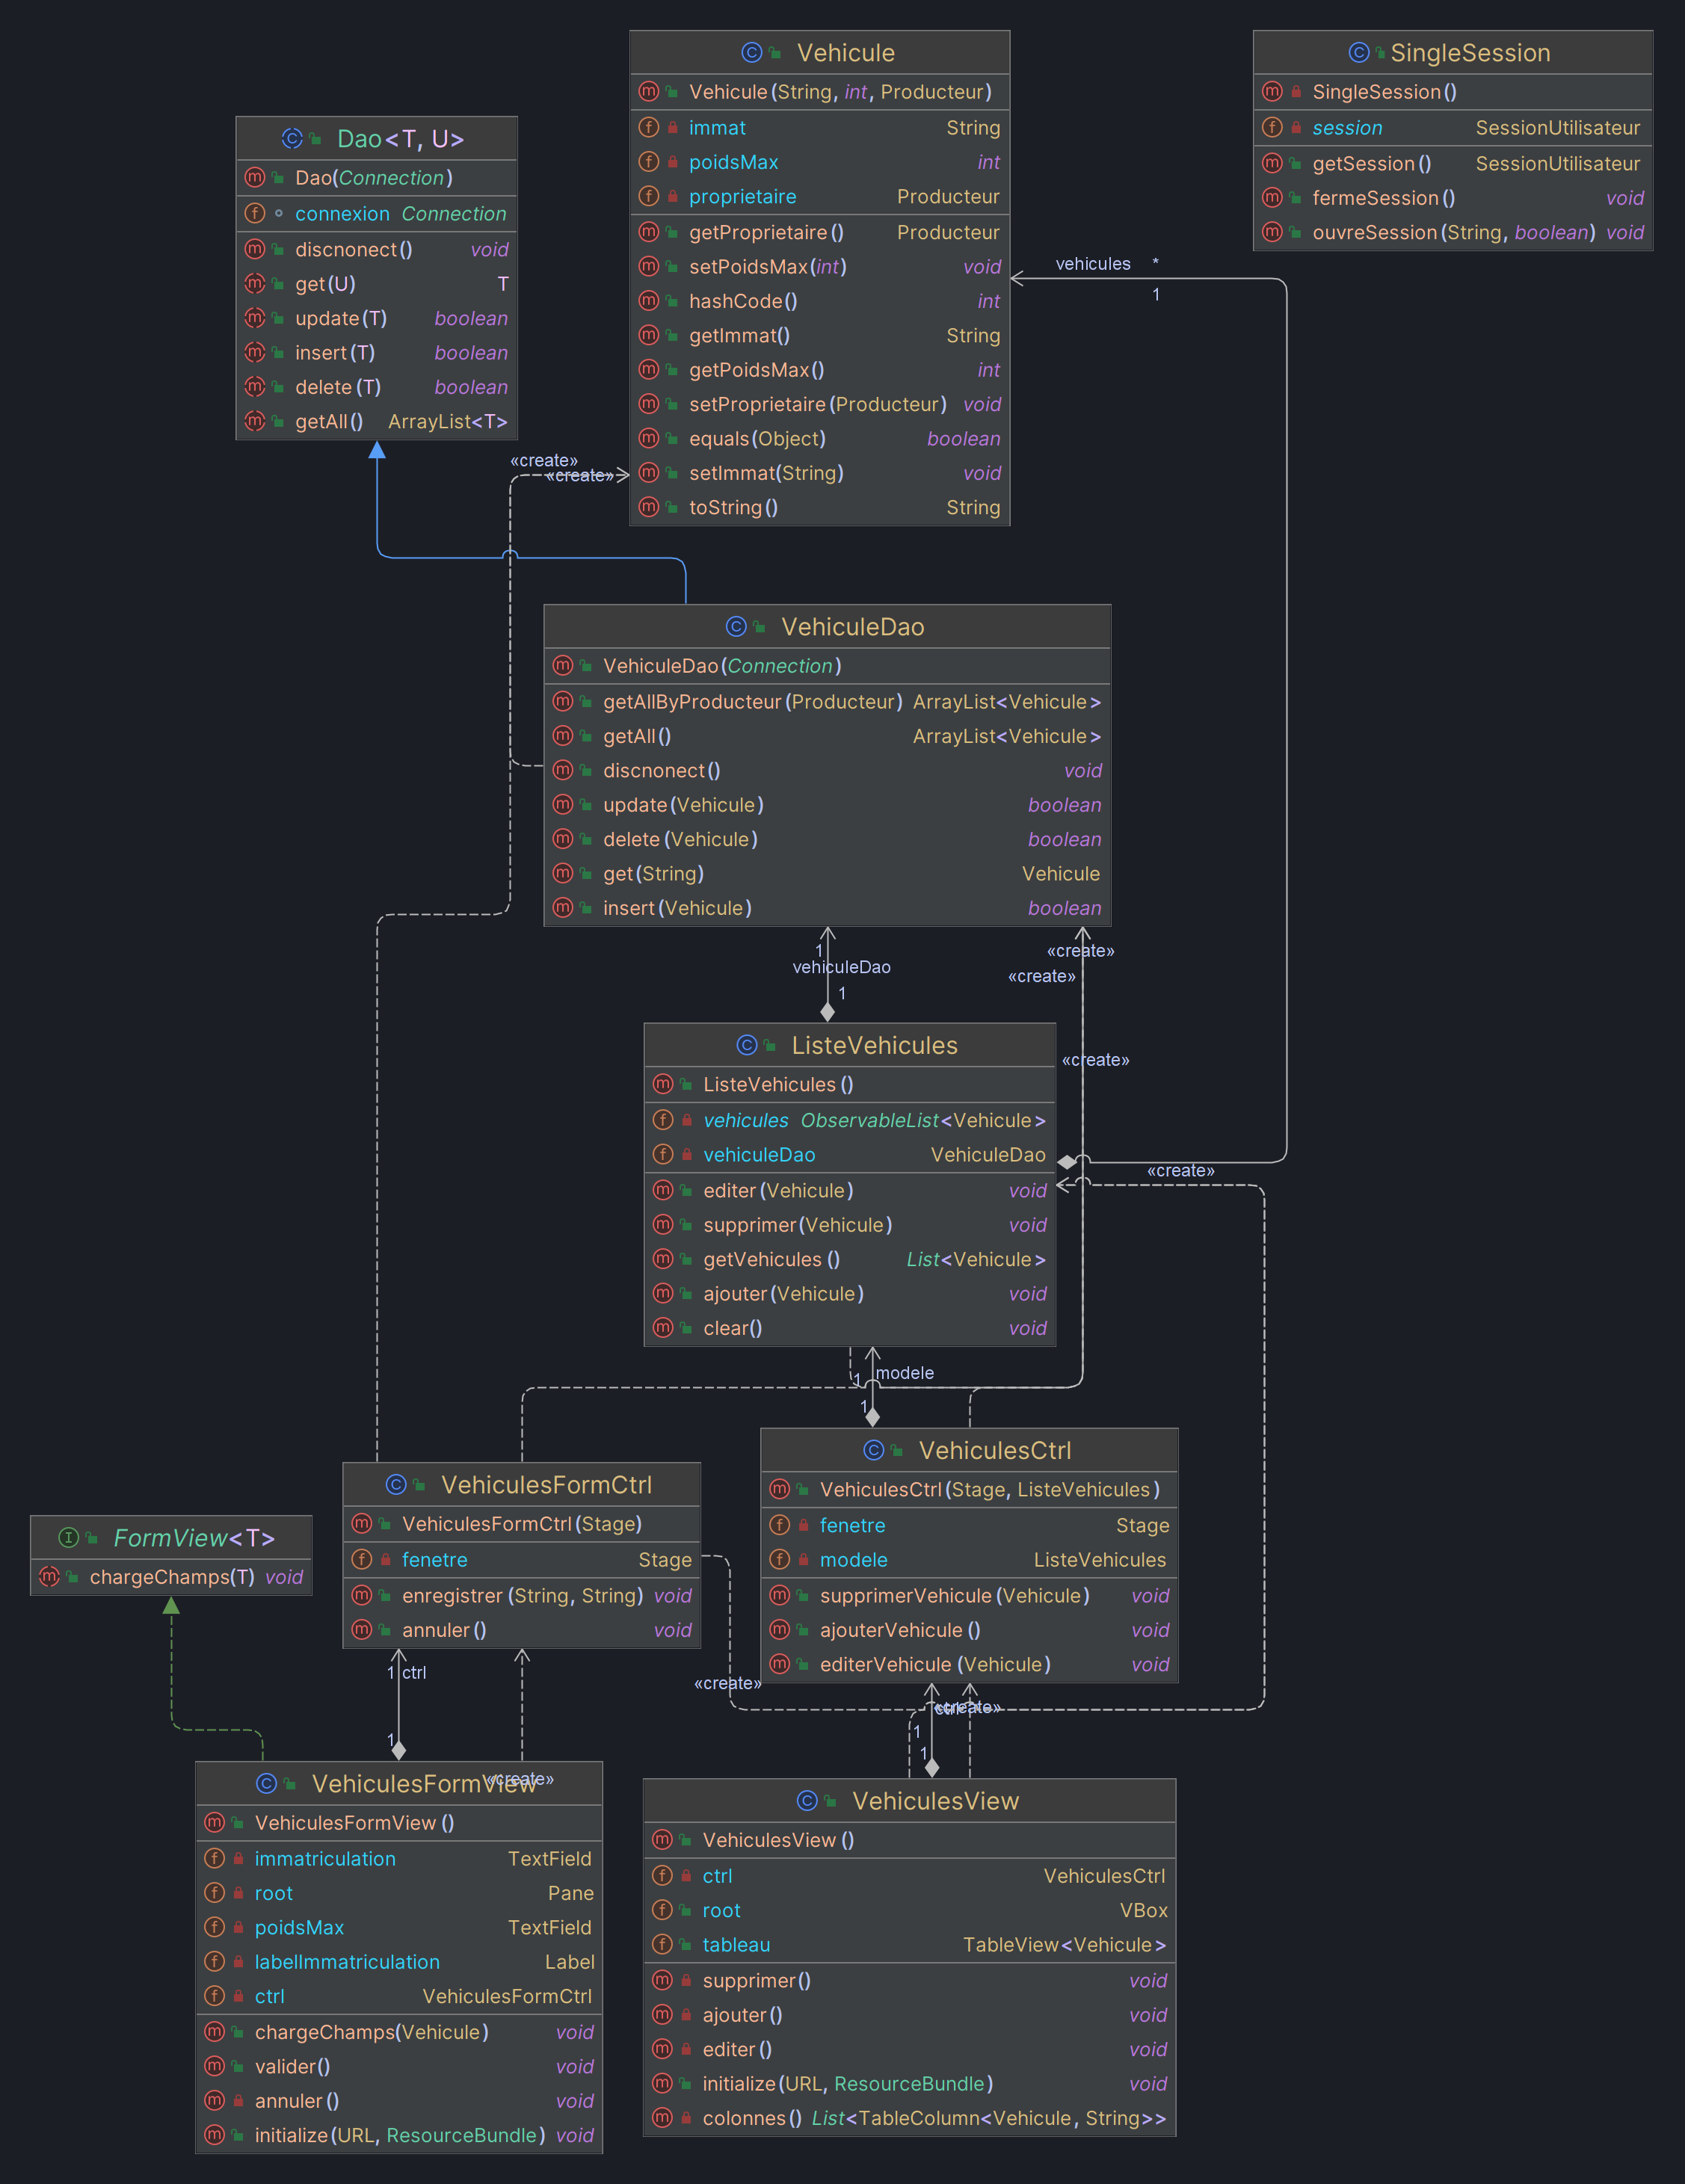 Vehicule
Vehicule(String, int, Producteur)
immat String
poidsMax int
proprietaire Producteur
getProprietaire() Producteur
setPoidsMax(int) void
hashCode() int
getImmat() String
getPoidsMax() int
setProprietaire(Producteur) void
equals(Object) boolean
setImmat(String) void
toString() String
SingleSession
SingleSession()
session SessionUtilisateur
getSession() SessionUtilisateur
fermeSession() void
ouvreSession(String, boolean) void
Dao<T, U>
Dao(Connection)
connexion Connection
discnonect() void
get(U) T
update(T) boolean
insert(T) boolean
delete(T) boolean
getAll() ArrayList<T>
vehicules *
1
«create»
«create»
VehiculeDao
VehiculeDao(Connection)
getAllByProducteur(Producteur) ArrayList<Vehicule>
getAll() ArrayList<Vehicule>
discnonect() void
update(Vehicule) boolean
delete(Vehicule) boolean
get(String) Vehicule
insert(Vehicule) boolean
1
vehiculeDao
1
«create»
«create»
«create»
ListeVehicules
ListeVehicules()
vehicules ObservableList<Vehicule>
vehiculeDao VehiculeDao
editer(Vehicule) void
supprimer(Vehicule) void
getVehicules() List<Vehicule>
ajouter(Vehicule) void
clear() void
«create»
1 modele
1
VehiculesFormCtrl
VehiculesFormCtrl(Stage)
fenetre Stage
enregistrer(String, String) void
annuler() void
VehiculesCtrl
VehiculesCtrl(Stage, ListeVehicules)
fenetre Stage
modele ListeVehicules
supprimerVehicule(Vehicule) void
ajouterVehicule() void
editerVehicule(Vehicule) void
FormView<T>
chargeChamps(T) void
1 ctrl
1
«create»
«create»
ctrl
1
1
«create»
VehiculesFormView
VehiculesFormView()
immatriculation TextField
root Pane
poidsMax TextField
labelImmatriculation Label
ctrl VehiculesFormCtrl
chargeChamps(Vehicule) void
valider() void
annuler() void
initialize(URL, ResourceBundle) void
VehiculesView
VehiculesView()
ctrl VehiculesCtrl
root VBox
tableau TableView<Vehicule>
supprimer() void
ajouter() void
editer() void
initialize(URL, ResourceBundle) void
colonnes() List<TableColumn<Vehicule, String>>